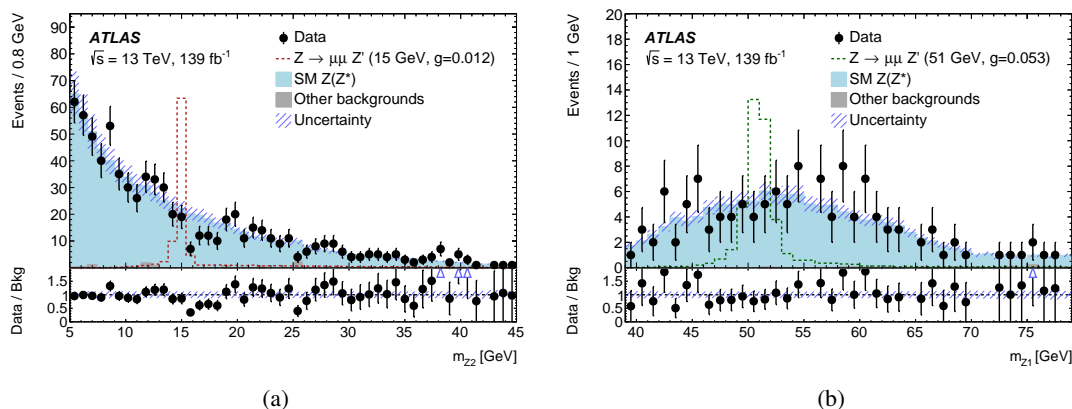 Events / 0.8 GeV
90
80
70
60
50
40
30
20
10
0
ATLAS
√s = 13 TeV, 139 fb⁻¹
Data
Z → μμ Z' (15 GeV, g=0.012)
SM Z(Z*)
Other backgrounds
Uncertainty
Data / Bkg
1.5
1
0.5
0
5 10 15 20 25 30 35 40 45
m_Z2 [GeV]
(a)
Events / 1 GeV
20
18
16
14
12
10
8
6
4
2
0
ATLAS
√s = 13 TeV, 139 fb⁻¹
Data
Z → μμ Z' (51 GeV, g=0.053)
SM Z(Z*)
Other backgrounds
Uncertainty
Data / Bkg
1.5
1
0.5
0
40 45 50 55 60 65 70 75
m_Z1 [GeV]
(b)